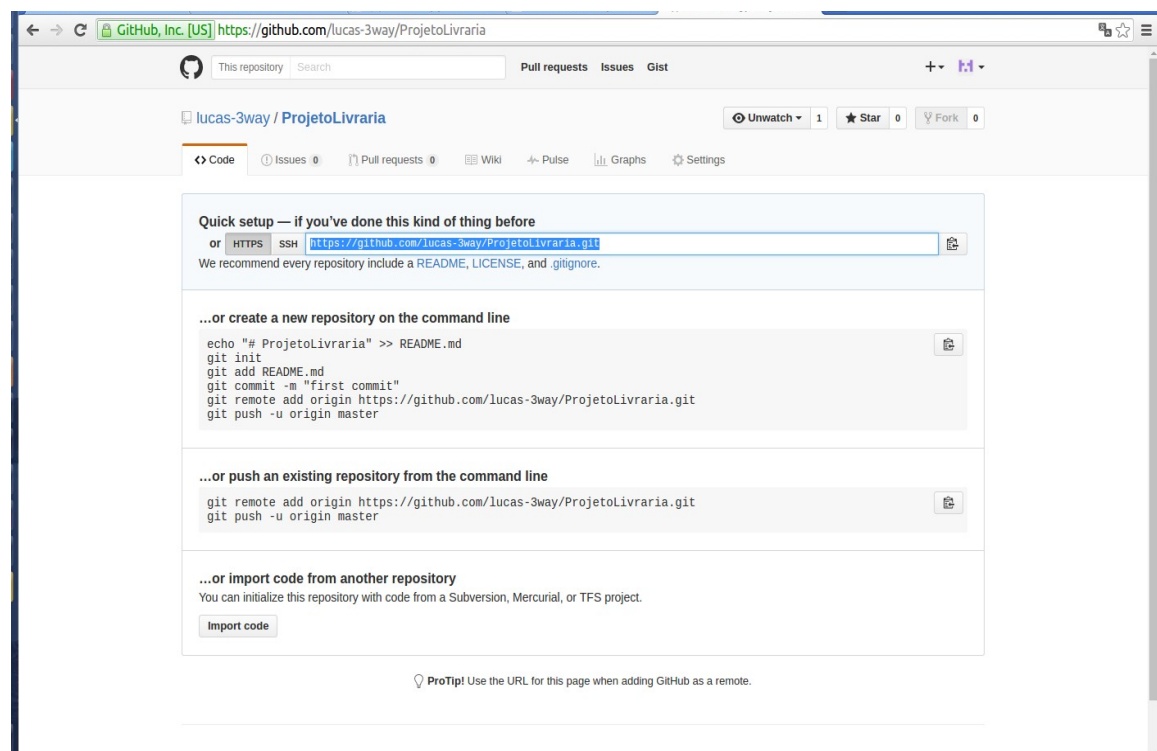 GitHub, Inc. [US] https://github.com/lucas-3way/ProjetoLivraria
This repository Search Pull requests Issues Gist
lucas-3way / ProjetoLivraria Unwatch 1 Star 0 Fork 0
Code Issues 0 Pull requests 0 Wiki Pulse Graphs Settings
Quick setup — if you've done this kind of thing before
or HTTPS SSH https://github.com/lucas-3way/ProjetoLivraria.git
We recommend every repository include a README, LICENSE, and .gitignore.
…or create a new repository on the command line
echo "# ProjetoLivraria" >> README.md
git init
git add README.md
git commit -m "first commit"
git remote add origin https://github.com/lucas-3way/ProjetoLivraria.git
git push -u origin master
…or push an existing repository from the command line
git remote add origin https://github.com/lucas-3way/ProjetoLivraria.git
git push -u origin master
…or import code from another repository
You can initialize this repository with code from a Subversion, Mercurial, or TFS project.
Import code
ProTip! Use the URL for this page when adding GitHub as a remote.